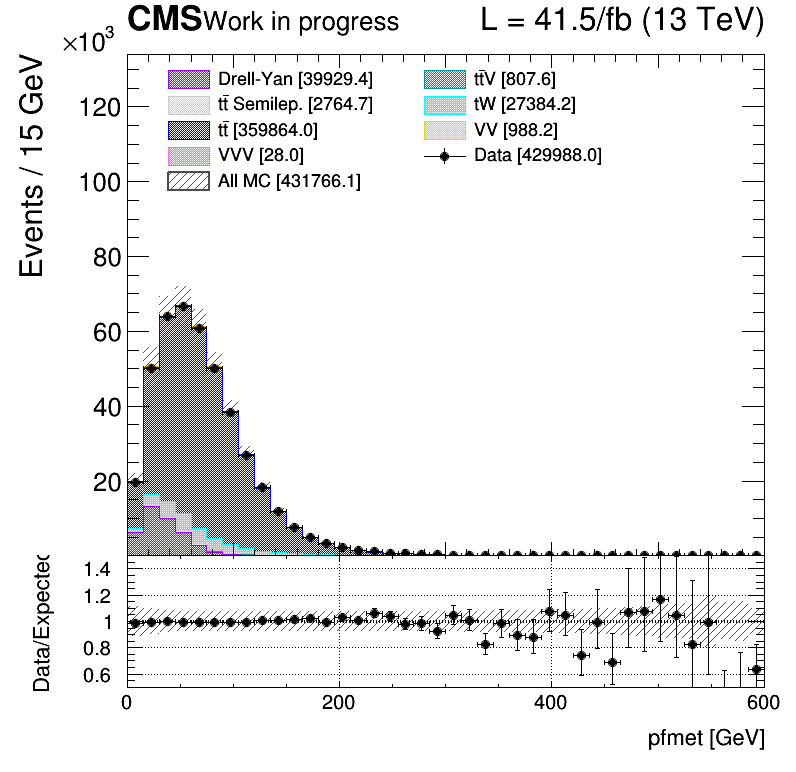 CMS Work in progress L = 41.5/fb (13 TeV)
×10³
Events / 15 GeV
Drell-Yan [39929.4] tt̄V [807.6]
tt̄ Semilep. [2764.7] tW [27384.2]
tt̄ [359864.0] VV [988.2]
VVV [28.0] Data [429988.0]
All MC [431766.1]
120
100
80
60
40
20
Data/Expected
1.4
1.2
1
0.8
0.6
0 200 400 600
pfmet [GeV]